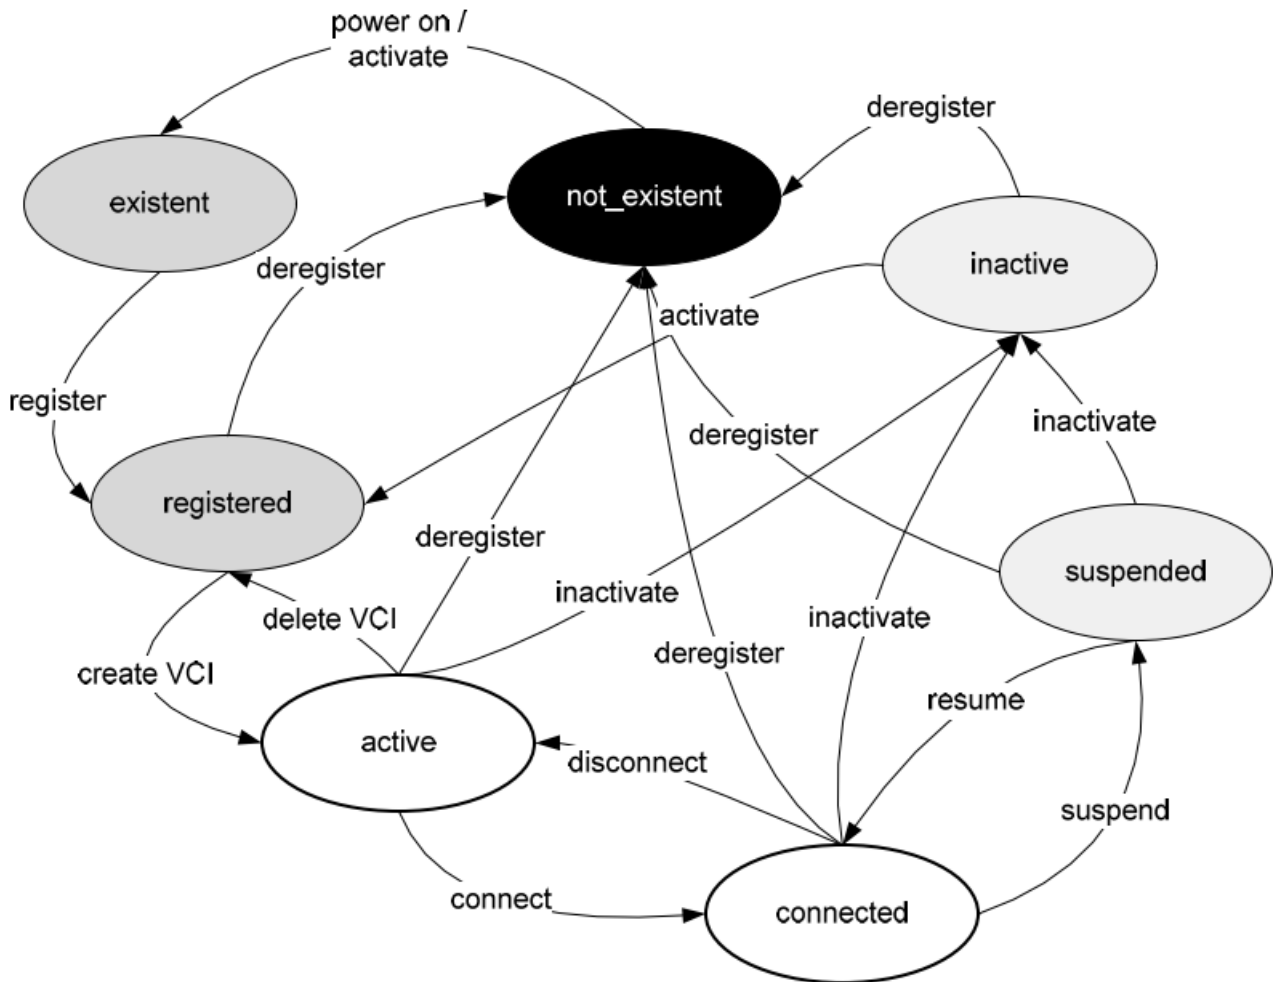 power on /
activate
deregister
existent
not_existent
inactive
deregister
activate
register
deregister
inactivate
registered
deregister
suspended
inactivate
delete VCI
inactivate
deregister
create VCI
resume
active
disconnect
suspend
connect
connected